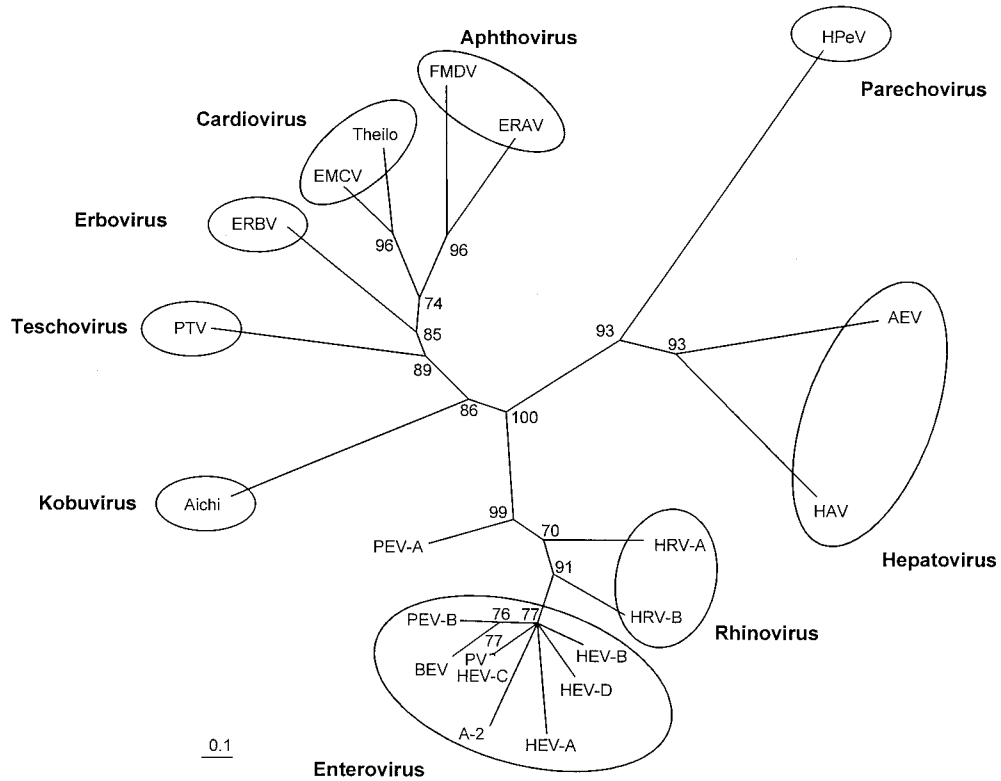 HPeV
Aphthovirus
FMDV
Parechovirus
Cardiovirus
Theilo
ERAV
EMCV
Erbovirus
ERBV
96
96
74
AEV
Teschovirus
PTV
85
93
93
89
86
100
Kobuvirus
Aichi
HAV
99
70
PEV-A
HRV-A
Hepatovirus
91
PEV-B
76
77
HRV-B
Rhinovirus
77
PV
HEV-B
BEV
HEV-C
HEV-D
A-2
HEV-A
0.1
Enterovirus